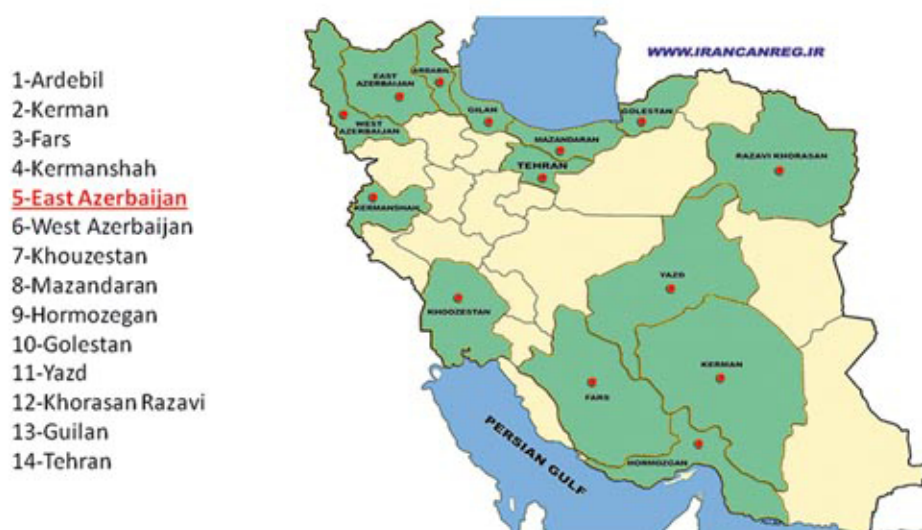 1-Ardebil
2-Kerman
3-Fars
4-Kermanshah
5-East Azerbaijan
6-West Azerbaijan
7-Khouzestan
8-Mazandaran
9-Hormozegan
10-Golestan
11-Yazd
12-Khorasan Razavi
13-Guilan
14-Tehran
WWW.IRANCANREG.IR
EAST
AZERBAIJAN
ARDABIL
WEST
AZERBAIJAN
GILAN
GOLESTAN
MAZANDARAN
TEHRAN
RAZAVI KHORASAN
KERMANSHAH
YAZD
KHOOZESTAN
KERMAN
FARS
HORMOZGAN
PERSIAN GULF